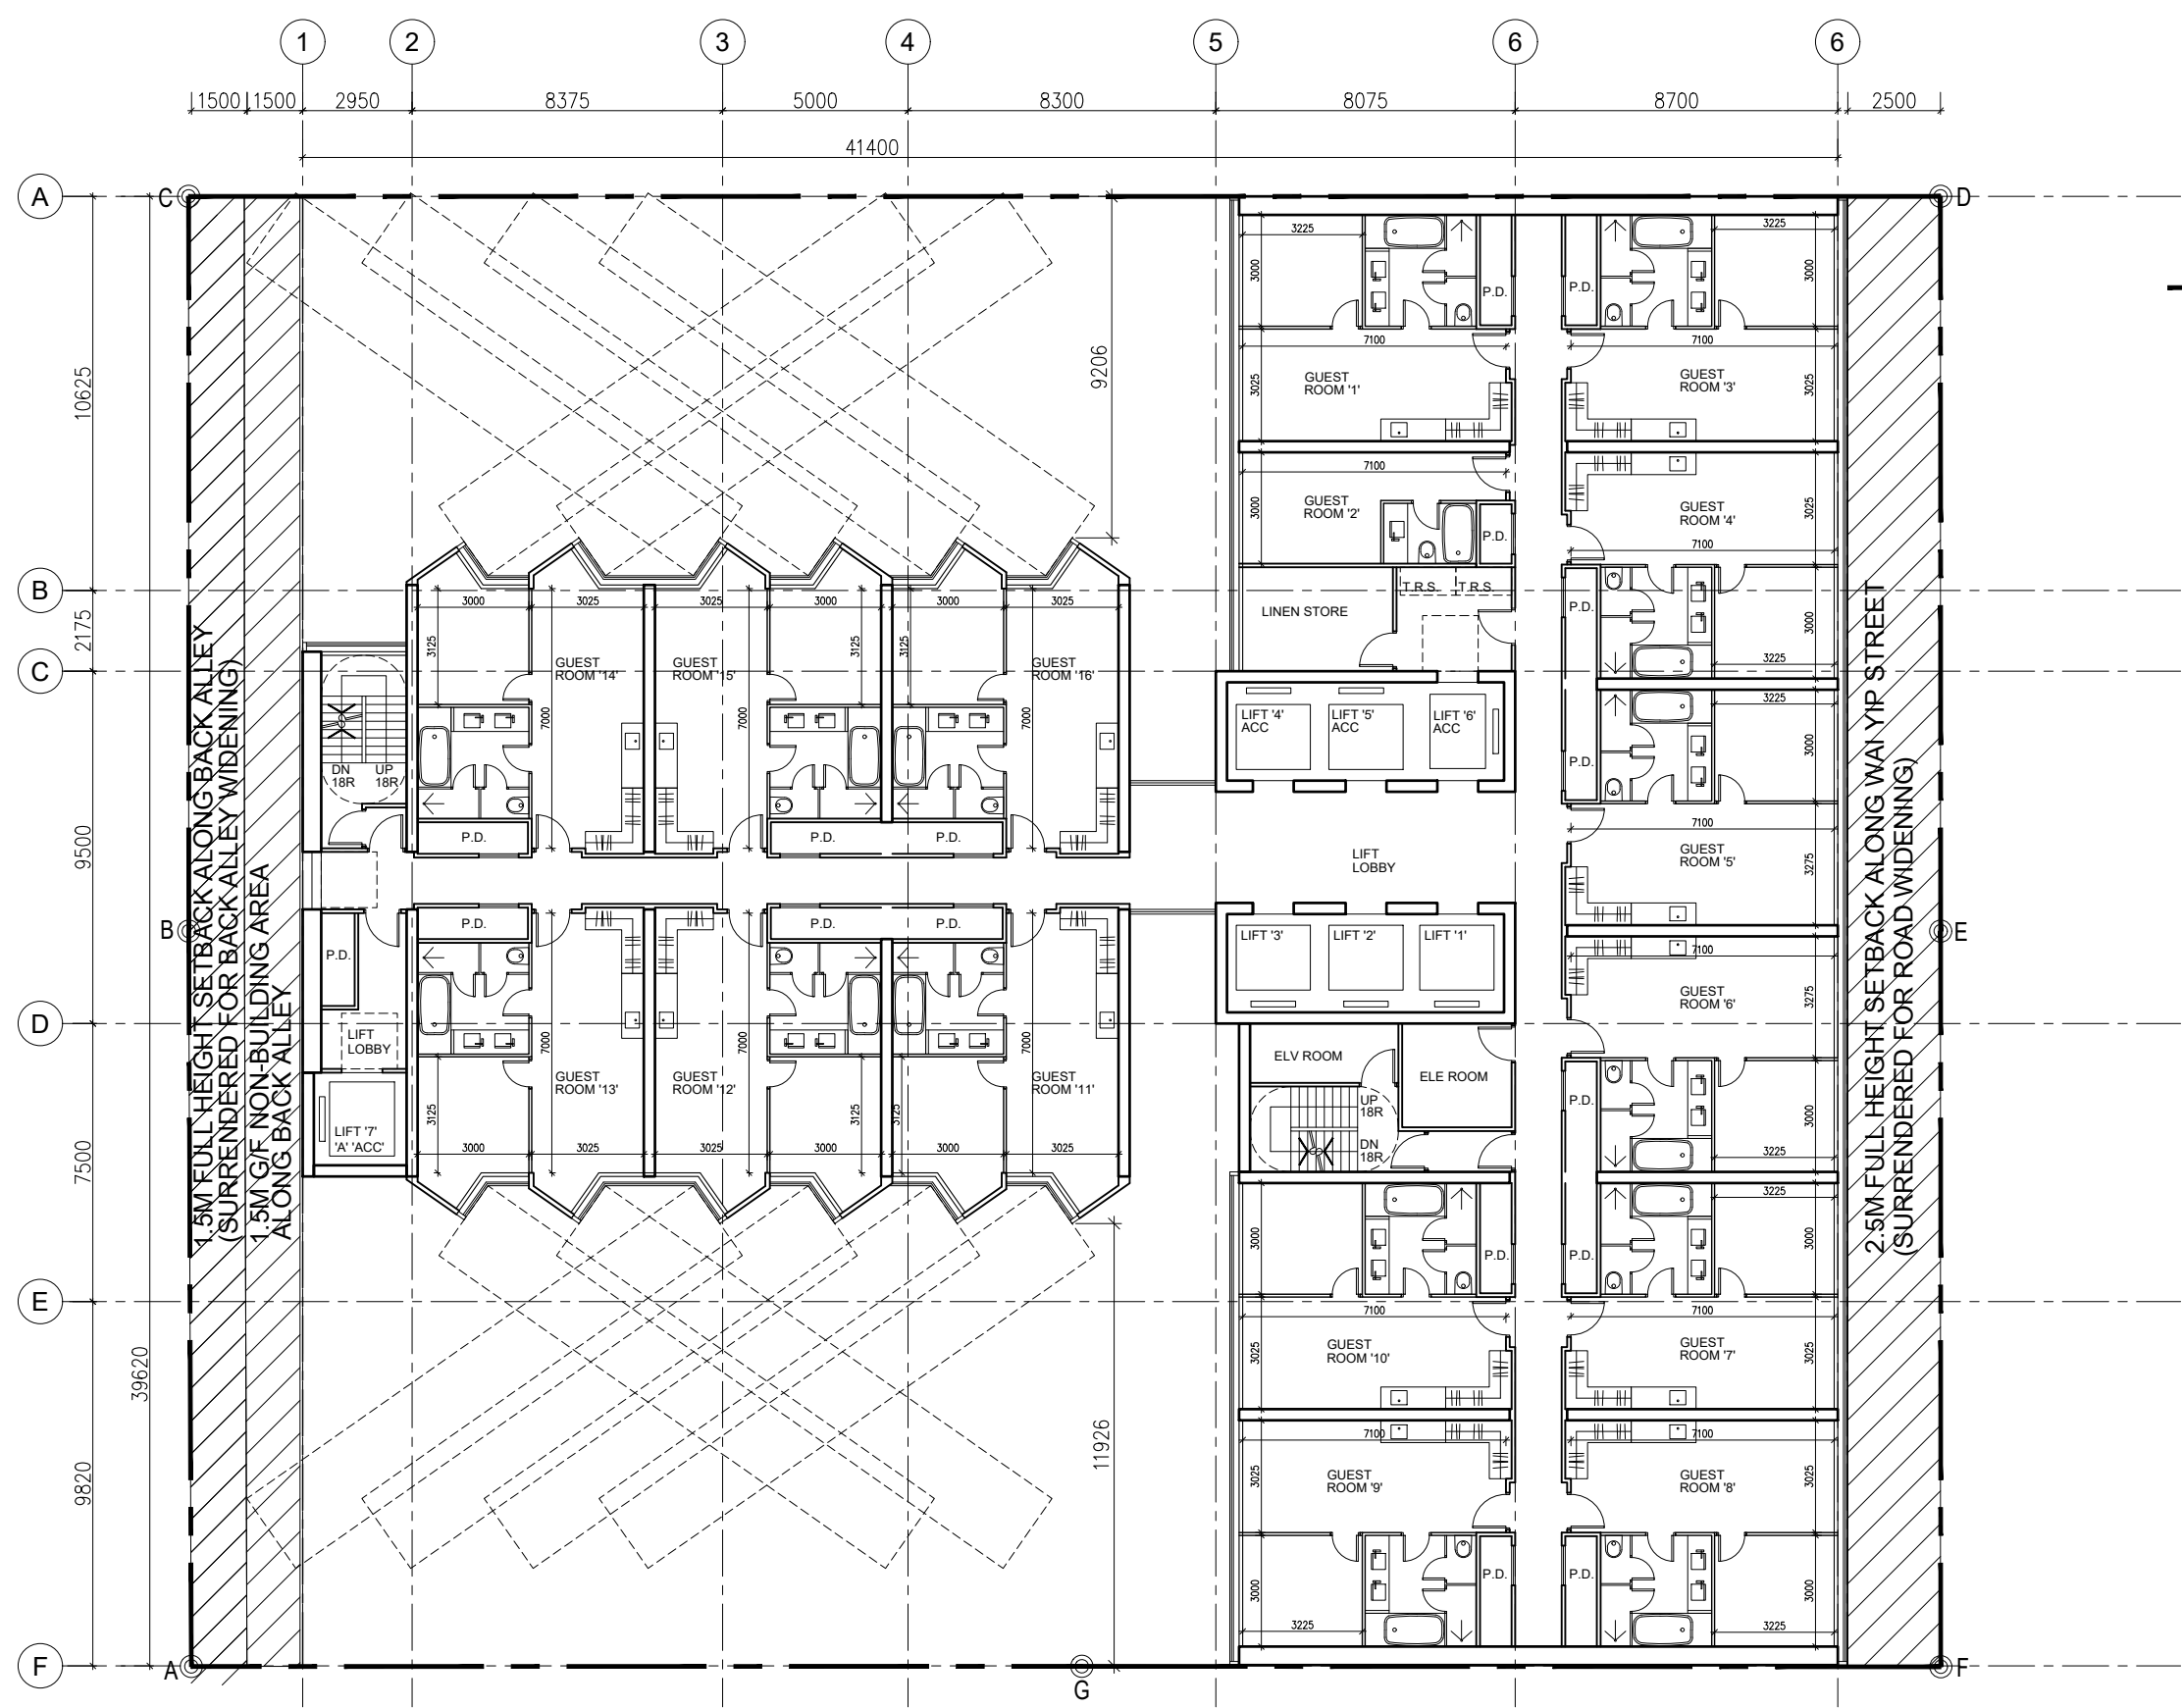 1
2
3
4
5
6
6
1500
1500
2950
8375
5000
8300
8075
8700
2500
41400
A
C
D
3225
3225
3000
3000
P.D.
P.D.
9206
7100
7100
10625
GUEST
ROOM '1'
GUEST
ROOM '3'
3025
3025
7100
GUEST
ROOM '2'
GUEST
ROOM '4'
3000
3025
P.D.
7100
B
T.R.S.
T.R.S.
P.D.
3000
3025
3025
3000
3000
3025
LINEN STORE
3000
2175
3125
3125
3125
C
GUEST
ROOM '14'
GUEST
ROOM '15'
GUEST
ROOM '16'
3225
3225
7000
7000
7000
LIFT '4'
ACC
LIFT '5'
ACC
LIFT '6'
ACC
3000
DN
18R
UP
18R
P.D.
P.D.
P.D.
P.D.
7100
9500
LIFT
LOBBY
GUEST
ROOM '5'
3275
B
E
P.D.
P.D.
P.D.
P.D.
LIFT '3'
LIFT '2'
LIFT '1'
7100
GUEST
ROOM '6'
3275
D
LIFT
LOBBY
7000
7000
7000
ELV ROOM
ELE ROOM
GUEST
ROOM '13'
GUEST
ROOM '12'
GUEST
ROOM '11'
UP
18R
P.D.
3000
LIFT '7'
'A' 'ACC'
3125
3125
3125
DN
18R
3000
3025
3025
3000
3000
3025
3225
7500
3225
1.5M FULL HEIGHT SETBACK ALONG BACK ALLEY
(SURRENDERED FOR BACK ALLEY WIDENING)
1.5M G/F NON-BUILDING AREA
ALONG BACK ALLEY
2.5M FULL HEIGHT SETBACK ALONG WAI YIP STREET
(SURRENDERED FOR ROAD WIDENING)
3000
P.D.
P.D.
3000
E
7100
7100
GUEST
ROOM '10'
GUEST
ROOM '7'
3025
3025
39620
11926
7100
7100
9820
GUEST
ROOM '9'
GUEST
ROOM '8'
3025
3025
P.D.
P.D.
3000
3000
3225
3225
F
A
G
F